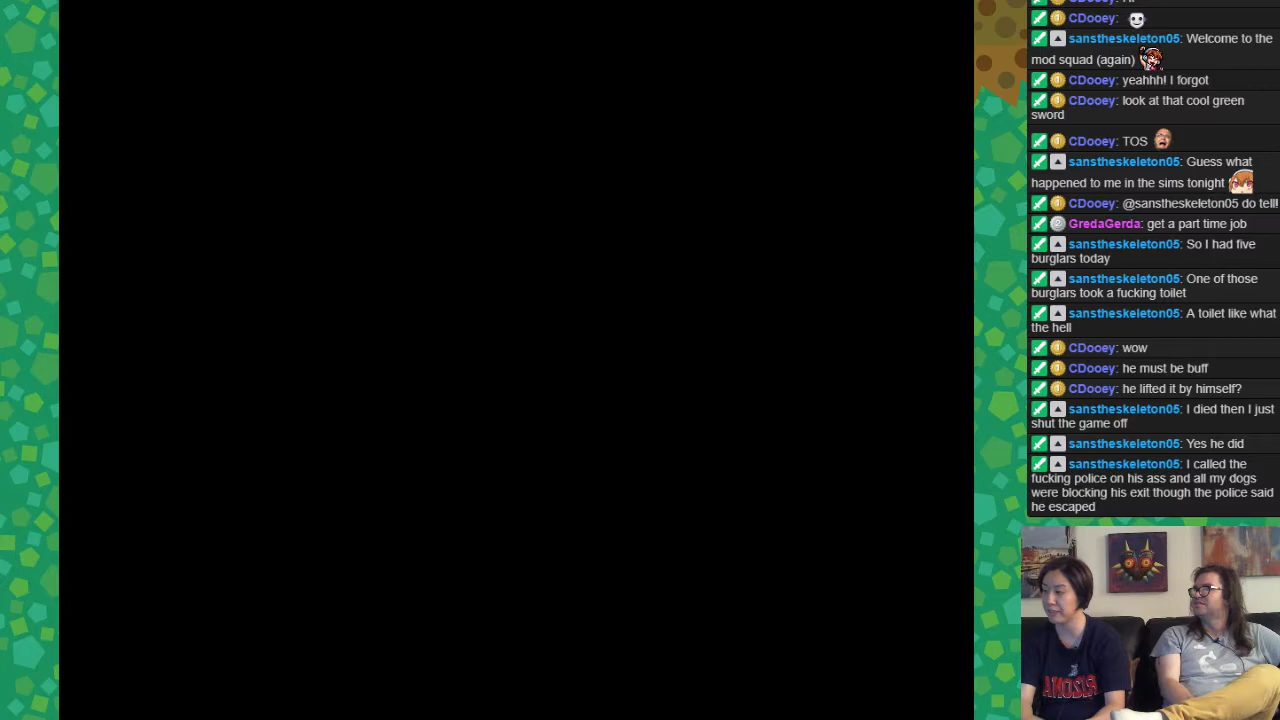 CDooey:
sanstheskeleton05: Welcome to the
mod squad (again)
CDooey: yeahhh! I forgot
CDooey: look at that cool green
sword
CDooey: TOS
sanstheskeleton05: Guess what
happened to me in the sims tonight
CDooey: @sanstheskeleton05 do tell!
GredaGerda: get a part time job
sanstheskeleton05: So I had five
burglars today
sanstheskeleton05: One of those
burglars took a fucking toilet
sanstheskeleton05: A toilet like what
the hell
CDooey: wow
CDooey: he must be buff
CDooey: he lifted it by himself?
sanstheskeleton05: I died then I just
shut the game off
sanstheskeleton05: Yes he did
sanstheskeleton05: I called the
fucking police on his ass and all my dogs
were blocking his exit though the police said
he escaped